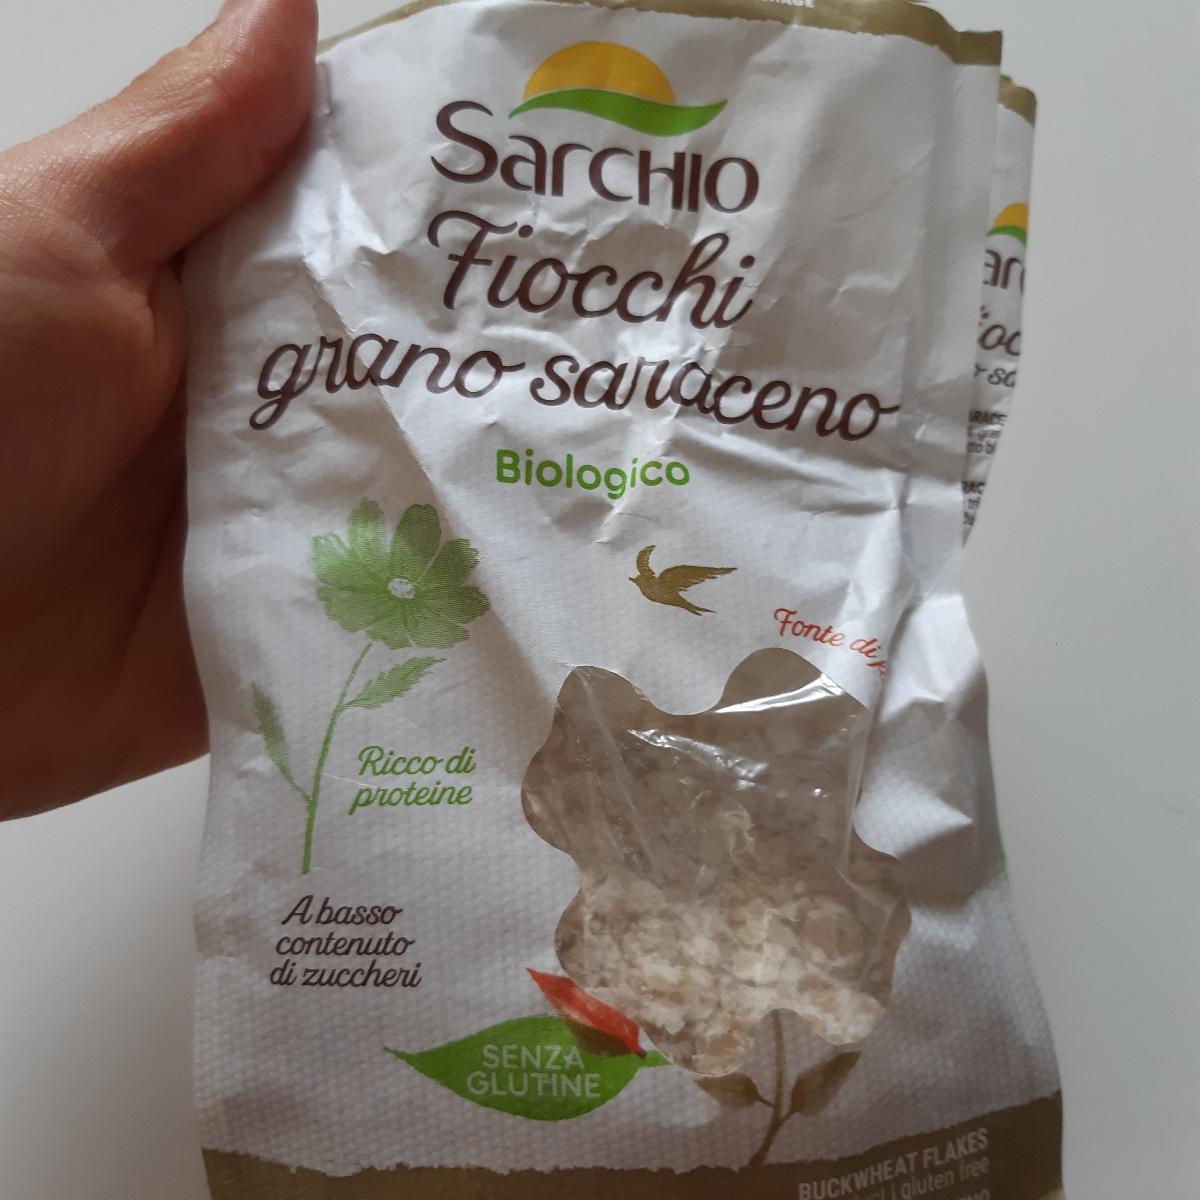 SarcHIO
Fiocchi
grano saraceno
Biologico
Fonte di
Ricco di
proteine
A basso
contenuto
di zuccheri
SENZA
GLUTINE
BUCKWHEAT FLAKES
gluten free